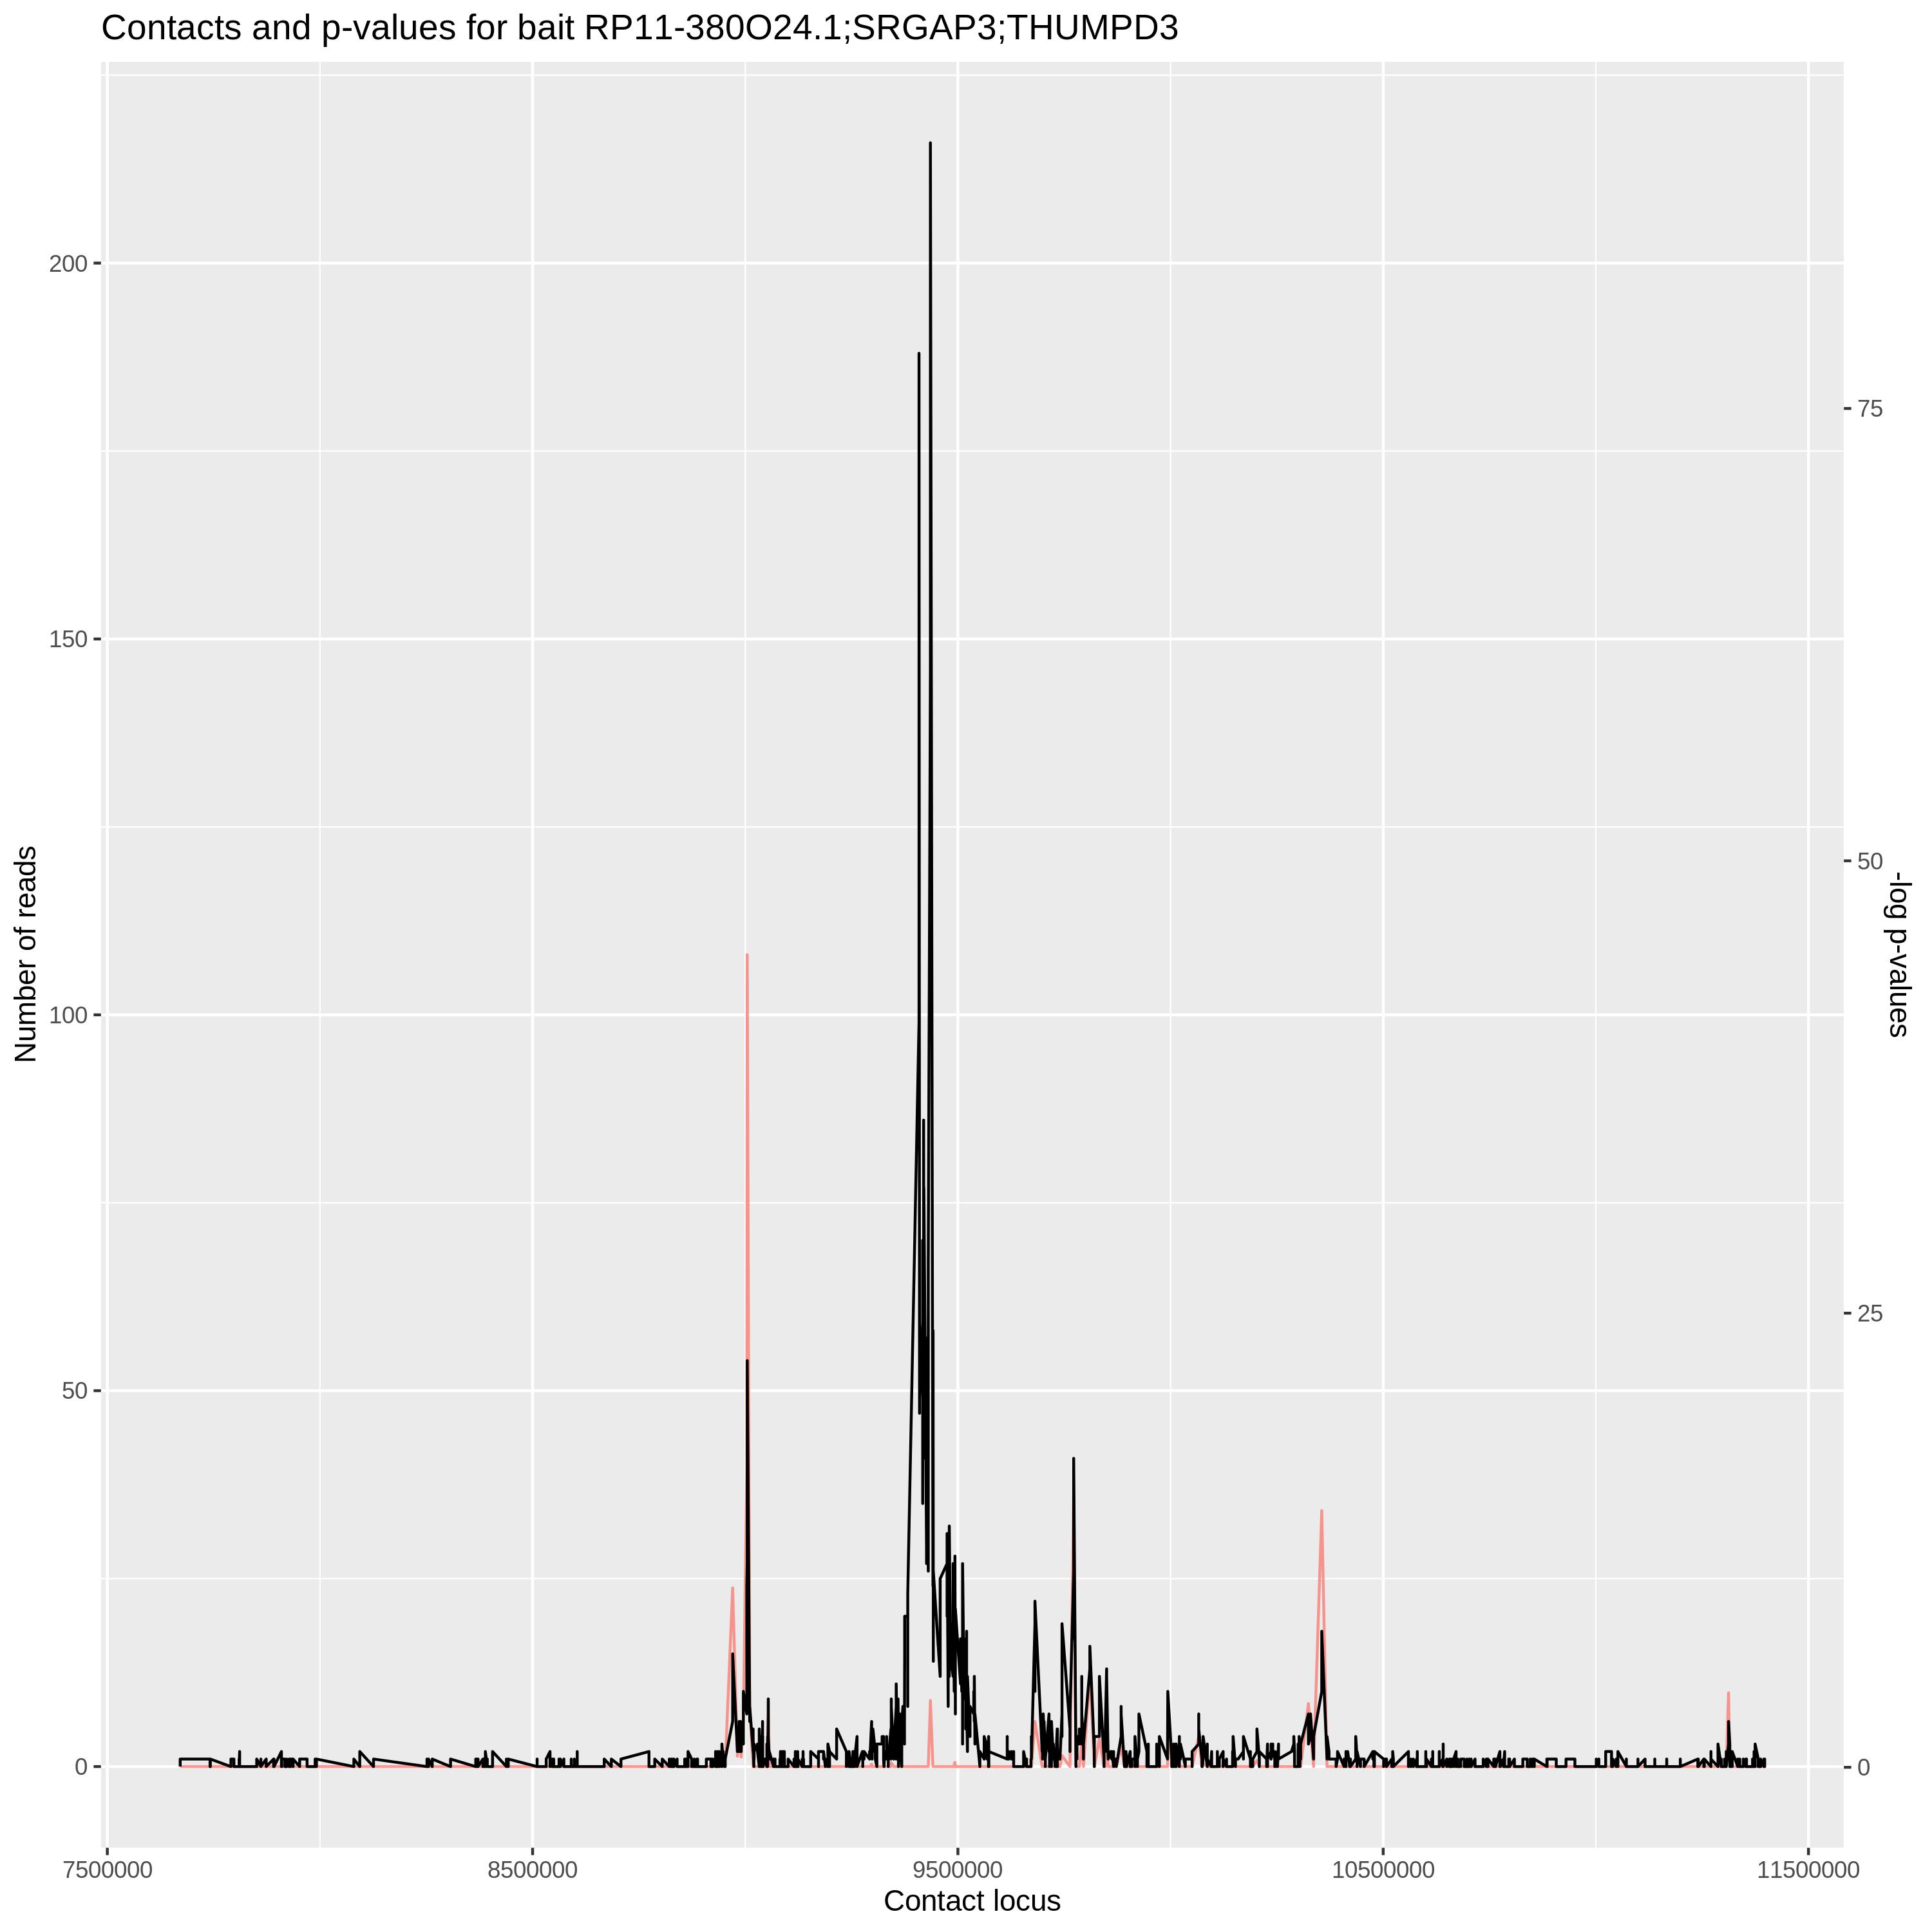 Contacts and p-values for bait RP11-380O24.1;SRGAP3;THUMPD3
200
150
100
50
0
Number of reads
75
50
25
0
-log p-values
7500000 8500000 9500000 10500000 11500000
Contact locus